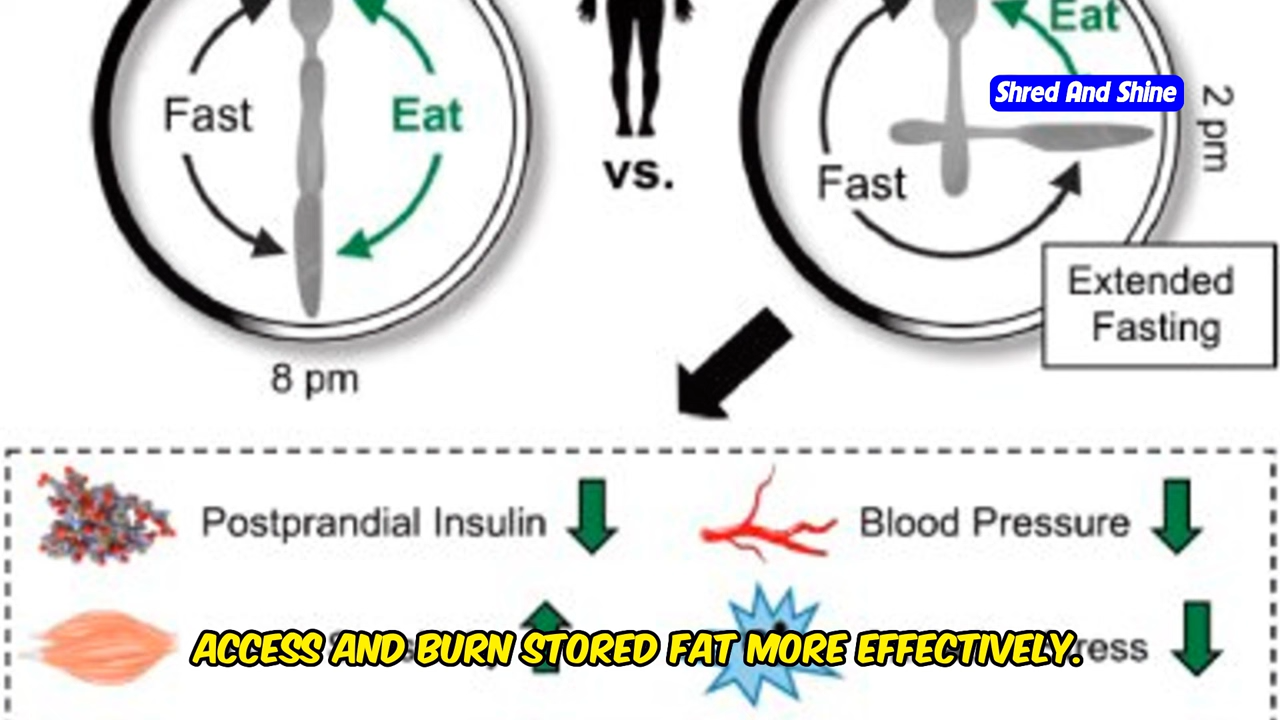 Eat
Fast
Eat
Shred And Shine
2 pm
vs.
Fast
Extended
Fasting
8 pm
Postprandial Insulin
Blood Pressure
ACCESS AND BURN STORED FAT MORE EFFECTIVELY.